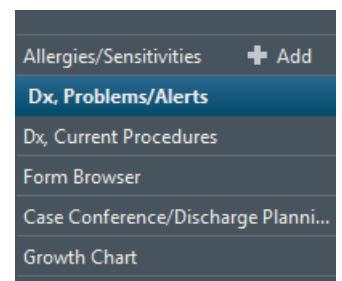 Allergies/Sensitivities + Add
Dx, Problems/Alerts
Dx, Current Procedures
Form Browser
Case Conference/Discharge Planni...
Growth Chart